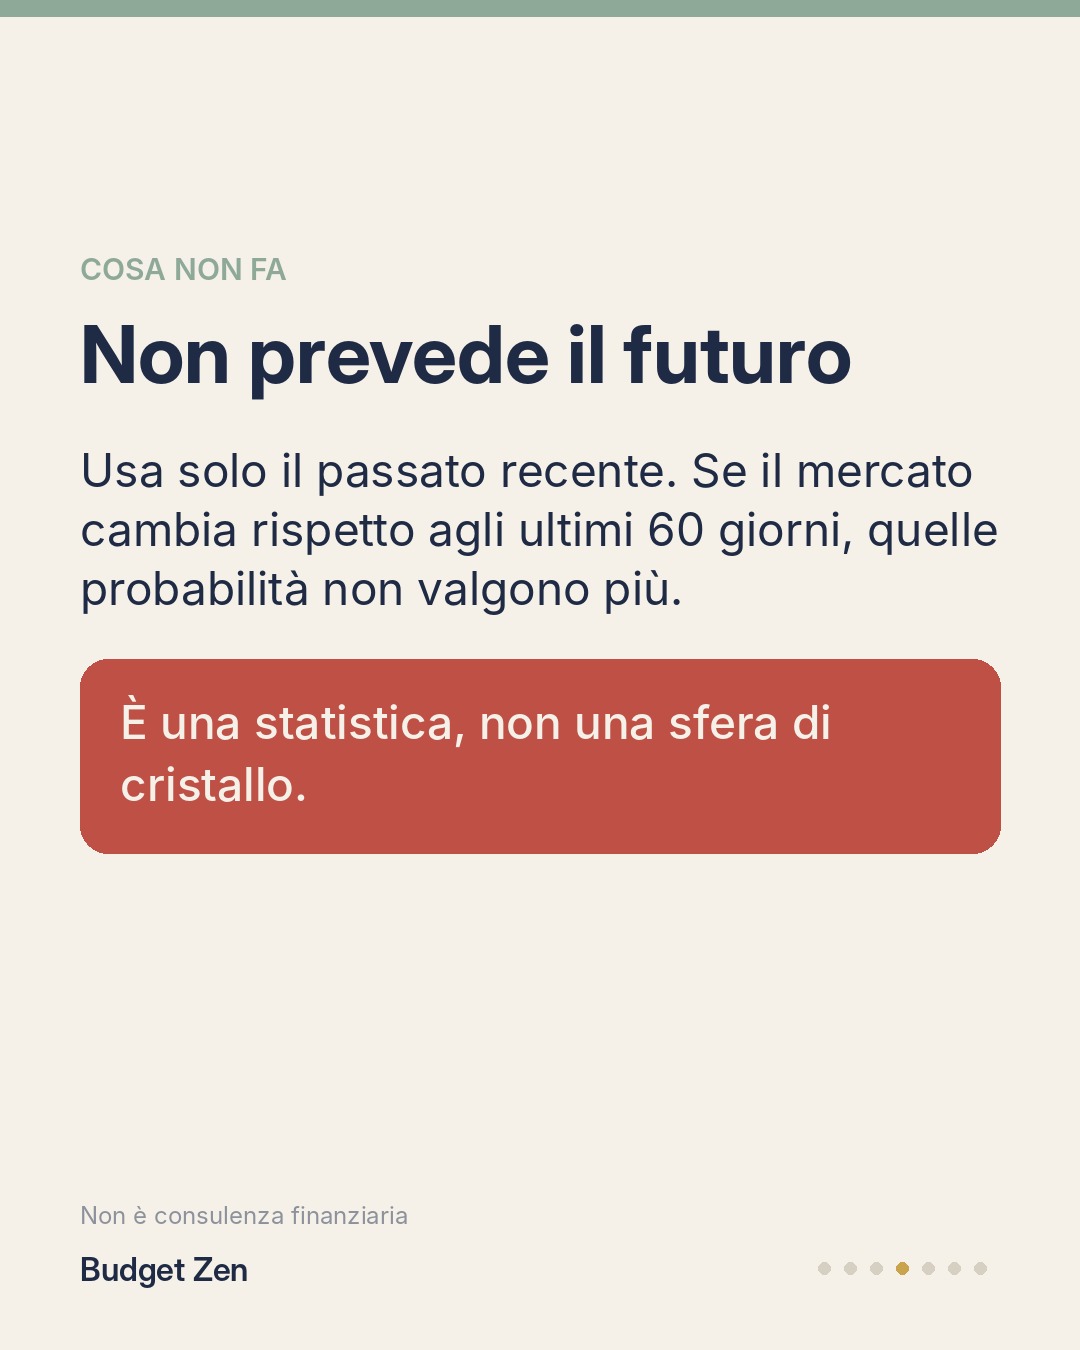 COSA NON FA
Non prevede il futuro
Usa solo il passato recente. Se il mercato
cambia rispetto agli ultimi 60 giorni, quelle
probabilità non valgono più.
È una statistica, non una sfera di
cristallo.
Non è consulenza finanziaria
Budget Zen